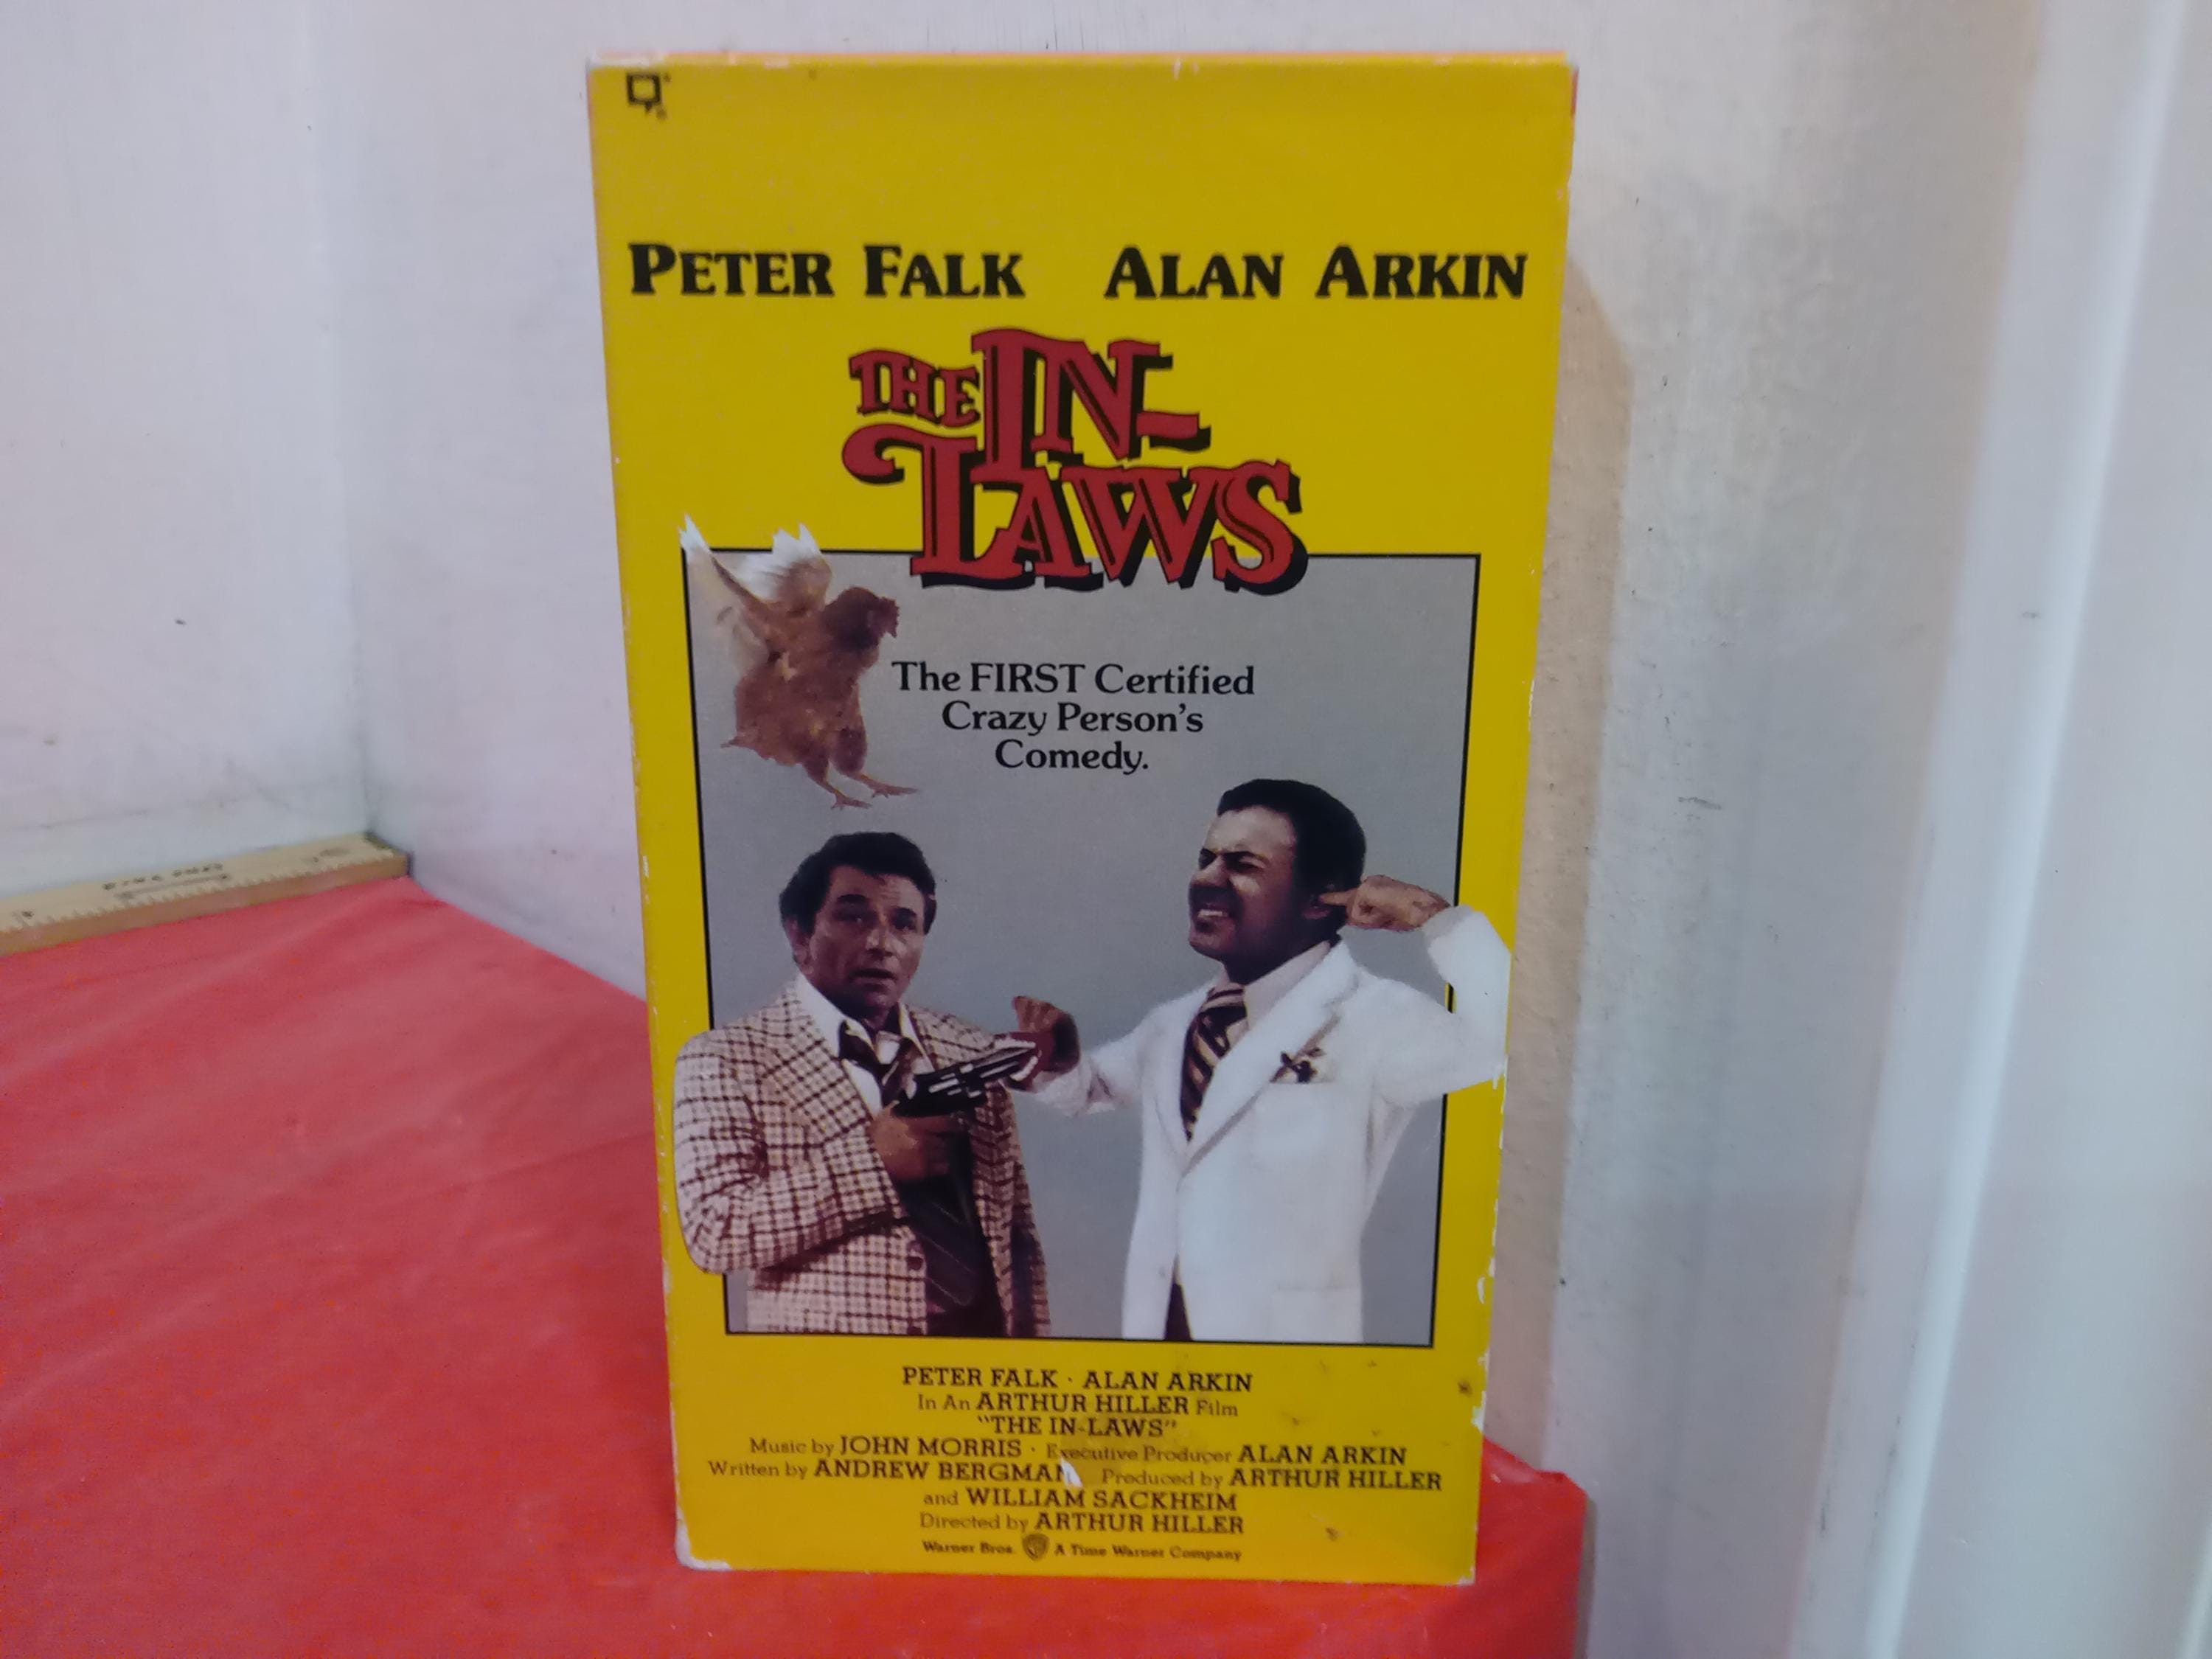 PETER FALK ALAN ARKIN
THE IN-
LAWS
The FIRST Certified
Crazy Person's
Comedy.
PETER FALK · ALAN ARKIN
In An ARTHUR HILLER Film
"THE IN-LAWS"
Music by JOHN MORRIS · Executive Producer ALAN ARKIN
Written by ANDREW BERGMAN Produced by ARTHUR HILLER
and WILLIAM SACKHEIM
Directed by ARTHUR HILLER
Warner Bros. WB A Time Warner Company